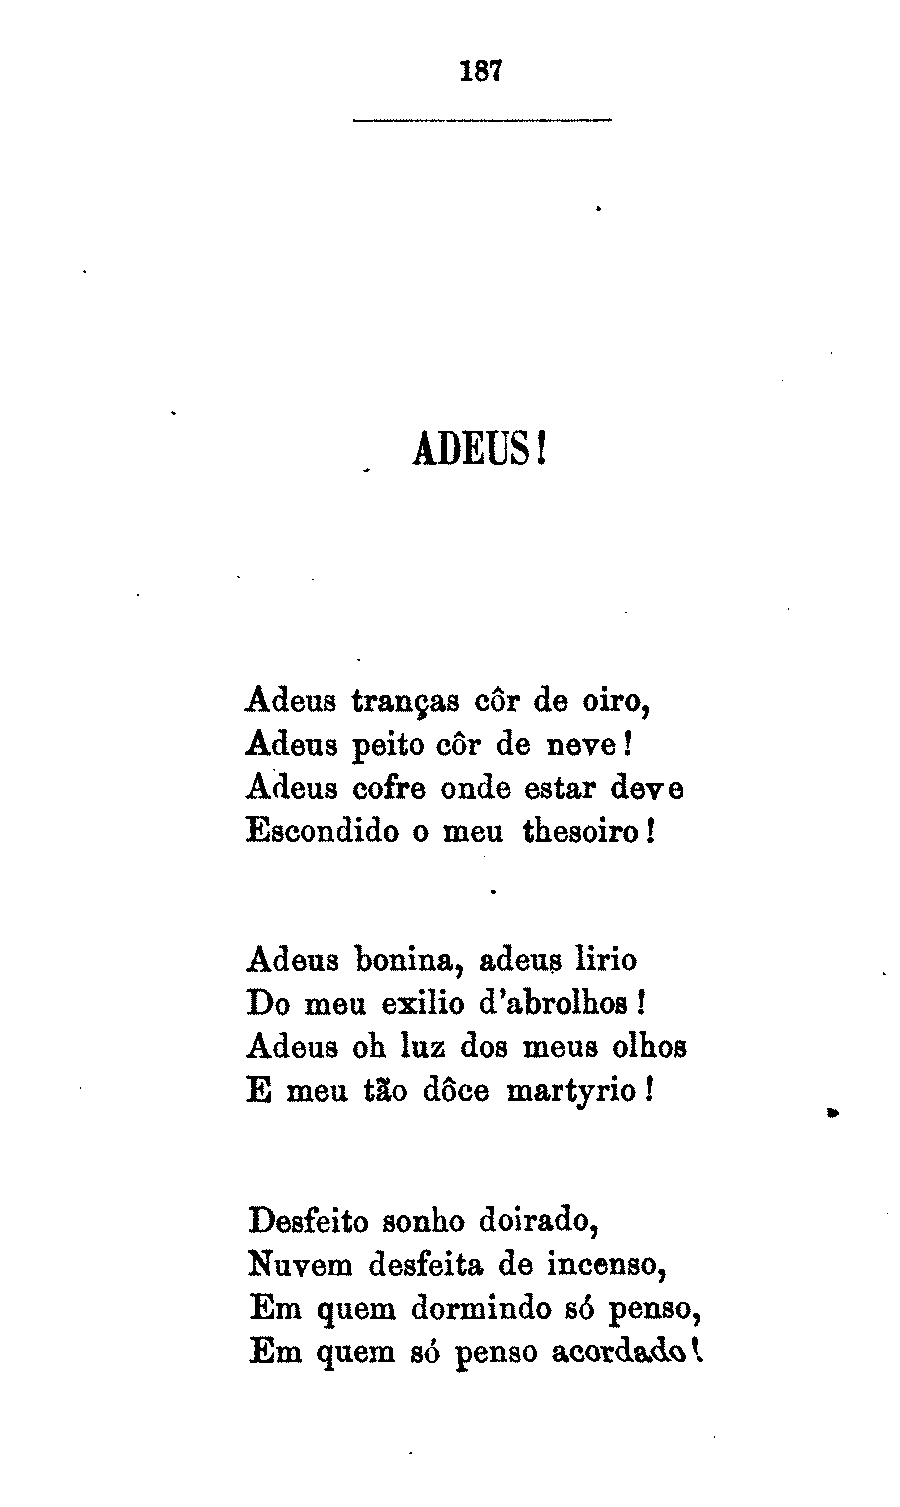 187
ADEUS!
Adeus tranças côr de oiro,
Adeus peito côr de neve!
Adeus cofre onde estar deve
Escondido o meu thesoiro!
Adeus bonina, adeus lirio
Do meu exilio d'abrolhos!
Adeus oh luz dos meus olhos
E meu tão dôce martyrio!
Desfeito sonho doirado,
Nuvem desfeita de incenso,
Em quem dormindo só penso,
Em quem só penso acordado!